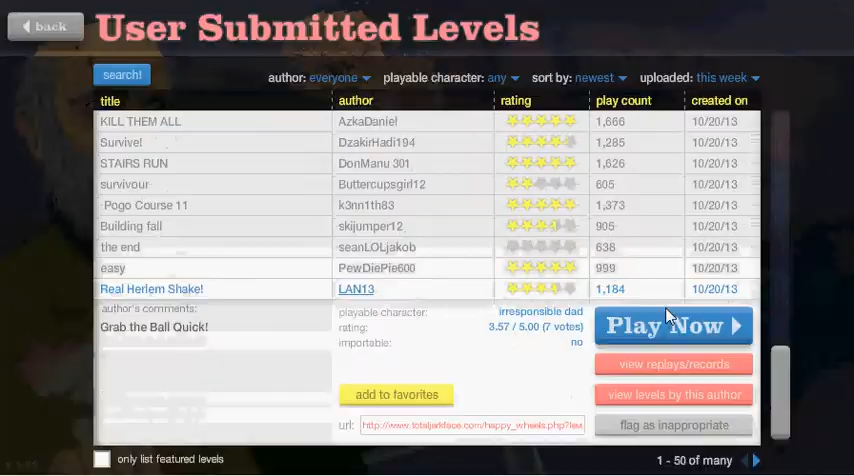 back
User Submitted Levels
search! author: everyone playable character: any sort by: newest uploaded: this week
title author rating play count created on
KILL THEM ALL AzkaDanie! 1,666 10/20/13
Survive! DzakirHadi194 1,285 10/20/13
STAIRS RUN DonManu 301 1,626 10/20/13
survivour Buttercupsgirl12 605 10/20/13
Pogo Course 11 k3nn1th83 1,373 10/20/13
Building fall skijumper12 905 10/20/13
the end seanLOLjakob 638 10/20/13
easy PewDiePie600 999 10/20/13
Real Herlem Shake! LAN13 1,184 10/20/13
author's comments:
Grab the Ball Quick!
playable character: irresponsible dad
rating: 3.57 / 5.00 (7 votes)
importable: no
add to favorites
url: http://www.totaljerkface.com/happy_wheels.php?lev
Play Now
view replays/records
view levels by this author
flag as inappropriate
only list featured levels
1 - 50 of many